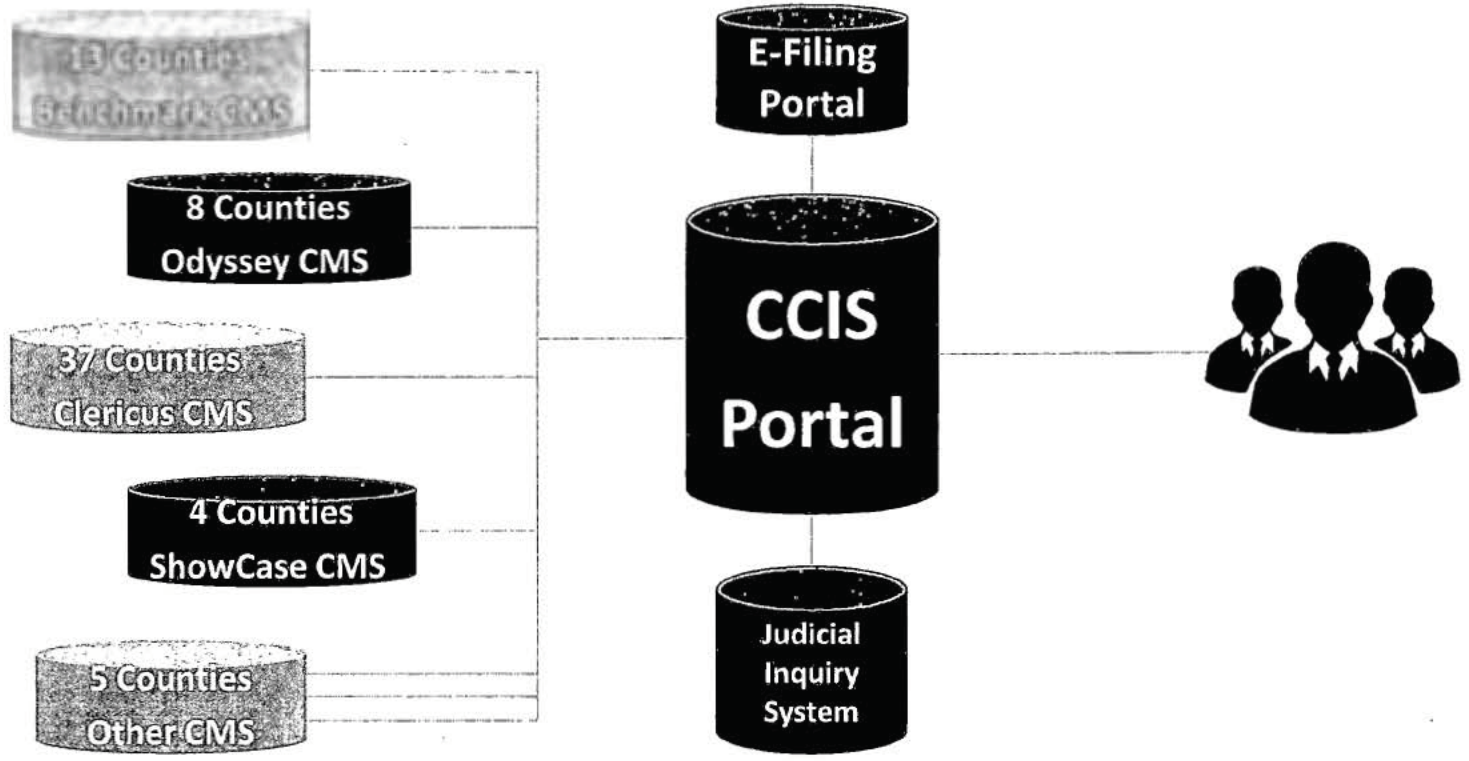 13 Counties
Benchmark CMS
8 Counties
Odyssey CMS
37 Counties
Clericus CMS
4 Counties
ShowCase CMS
5 Counties
Other CMS
E-Filing
Portal
CCIS
Portal
Judicial
Inquiry
System